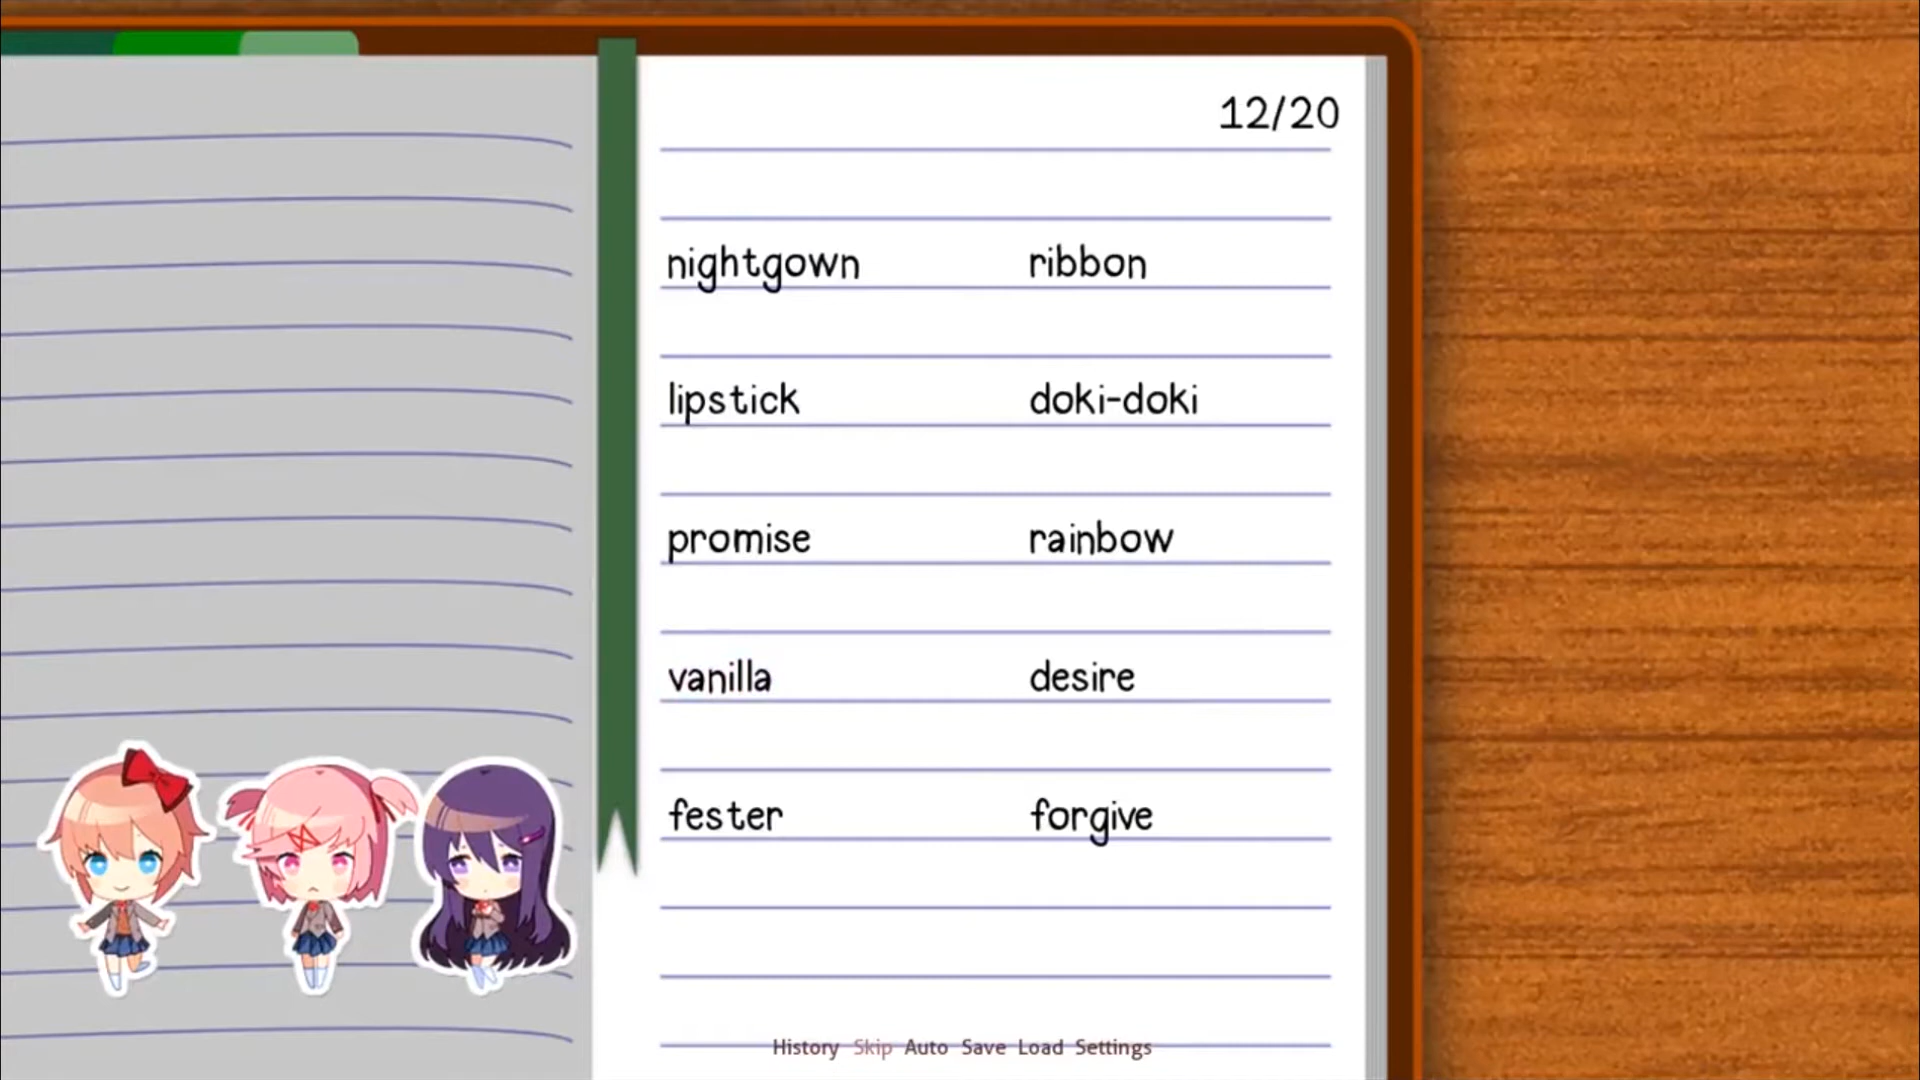 12/20
nightgown ribbon
lipstick doki-doki
promise rainbow
vanilla desire
fester forgive
History Skip Auto Save Load Settings